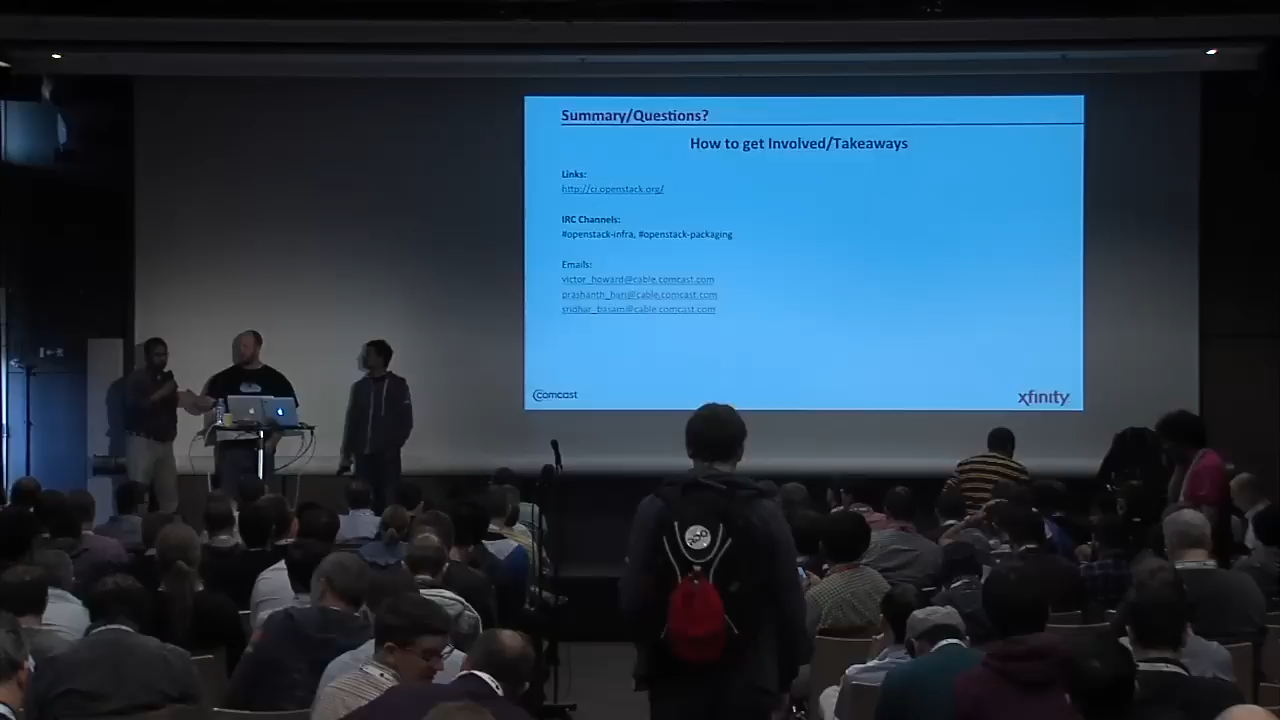 Summary/Questions?
How to get Involved/Takeaways
Links:
http://ci.openstack.org/
IRC Channels:
#openstack-infra, #openstack-packaging
Emails:
victor_howard@cable.comcast.com
prashanth_hari@cable.comcast.com
sridhar_basam@cable.comcast.com
comcast
xfinity